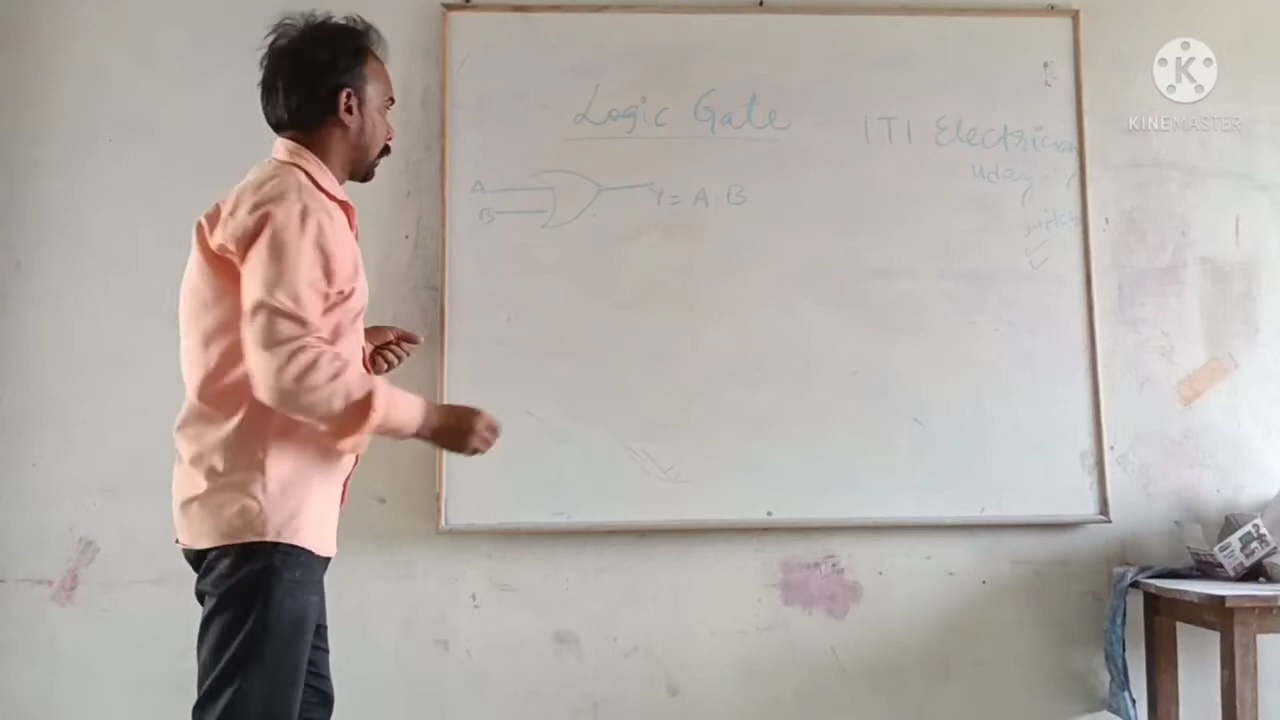 Logic Gate
ITI Electrician
A
B
Y = A · B
KINEMASTER